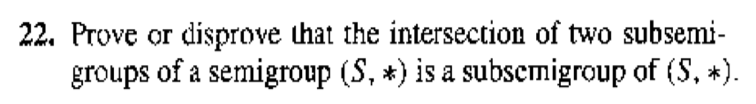 22. Prove or disprove that the intersection of two subsemi-
groups of a semigroup (S, *) is a subsemigroup of (S, *).